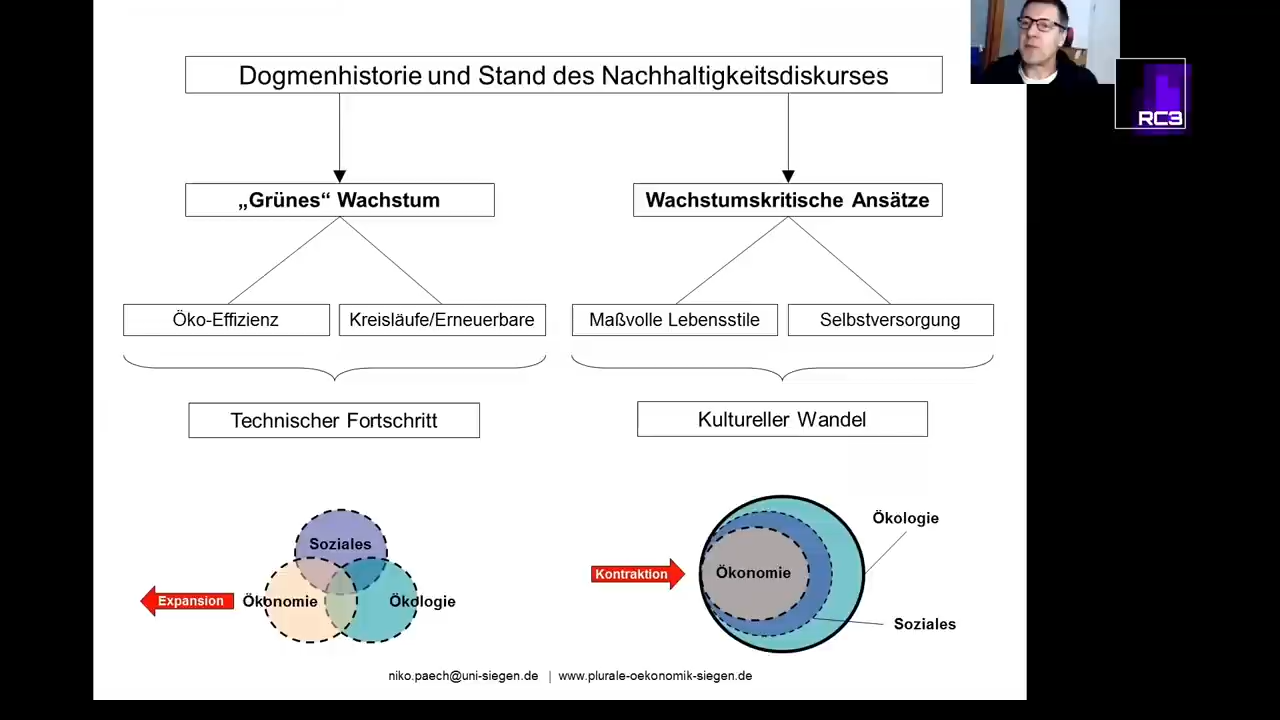 Dogmenhistorie und Stand des Nachhaltigkeitsdiskurses
RC3
„Grünes“ Wachstum
Wachstumskritische Ansätze
Öko-Effizienz
Kreisläufe/Erneuerbare
Maßvolle Lebensstile
Selbstversorgung
Technischer Fortschritt
Kultureller Wandel
Soziales
Expansion
Ökonomie
Ökologie
Kontraktion
Ökonomie
Ökologie
Soziales
niko.paech@uni-siegen.de | www.plurale-oekonomik-siegen.de